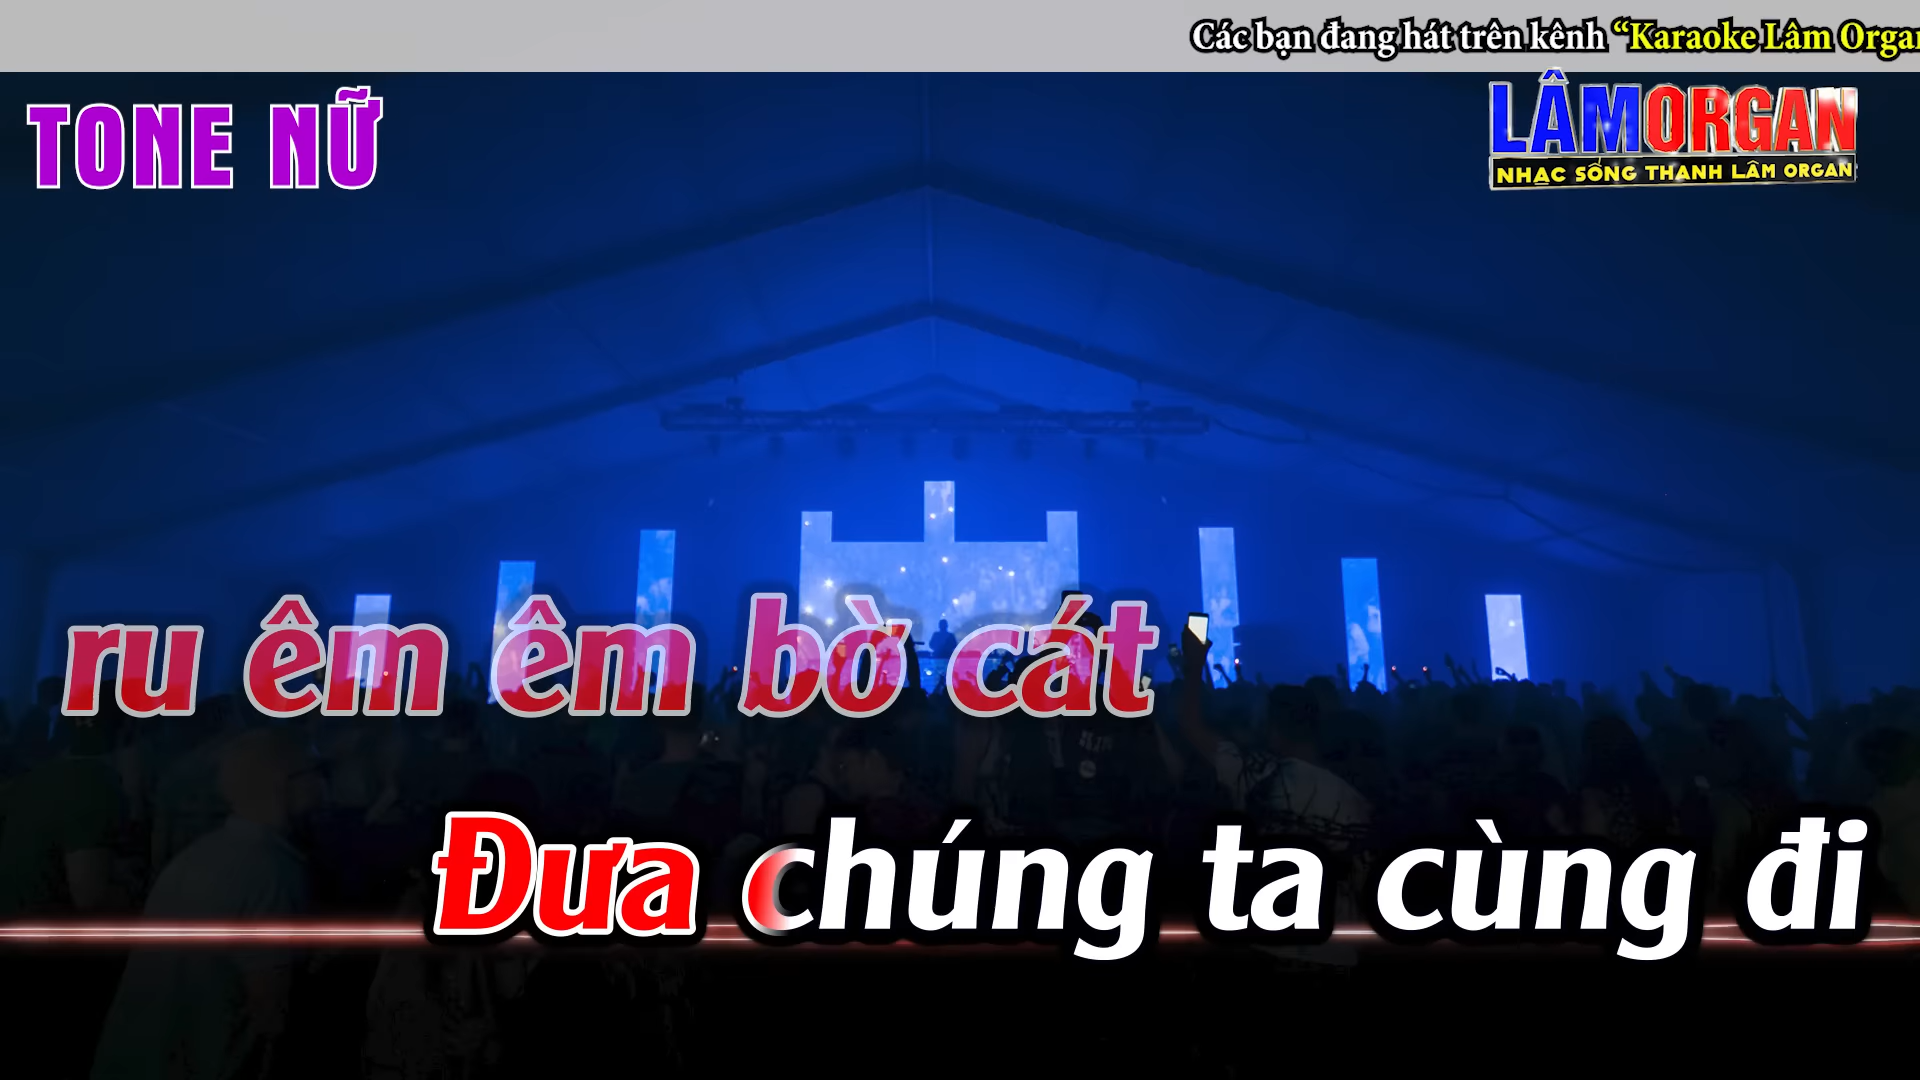 Các bạn đang hát trên kênh “Karaoke Lâm Organ
TONE NỮ
LÂMORGAN
NHẠC SỐNG THANH LÂM ORGAN
ru êm êm bờ cát
Đưa chúng ta cùng đi